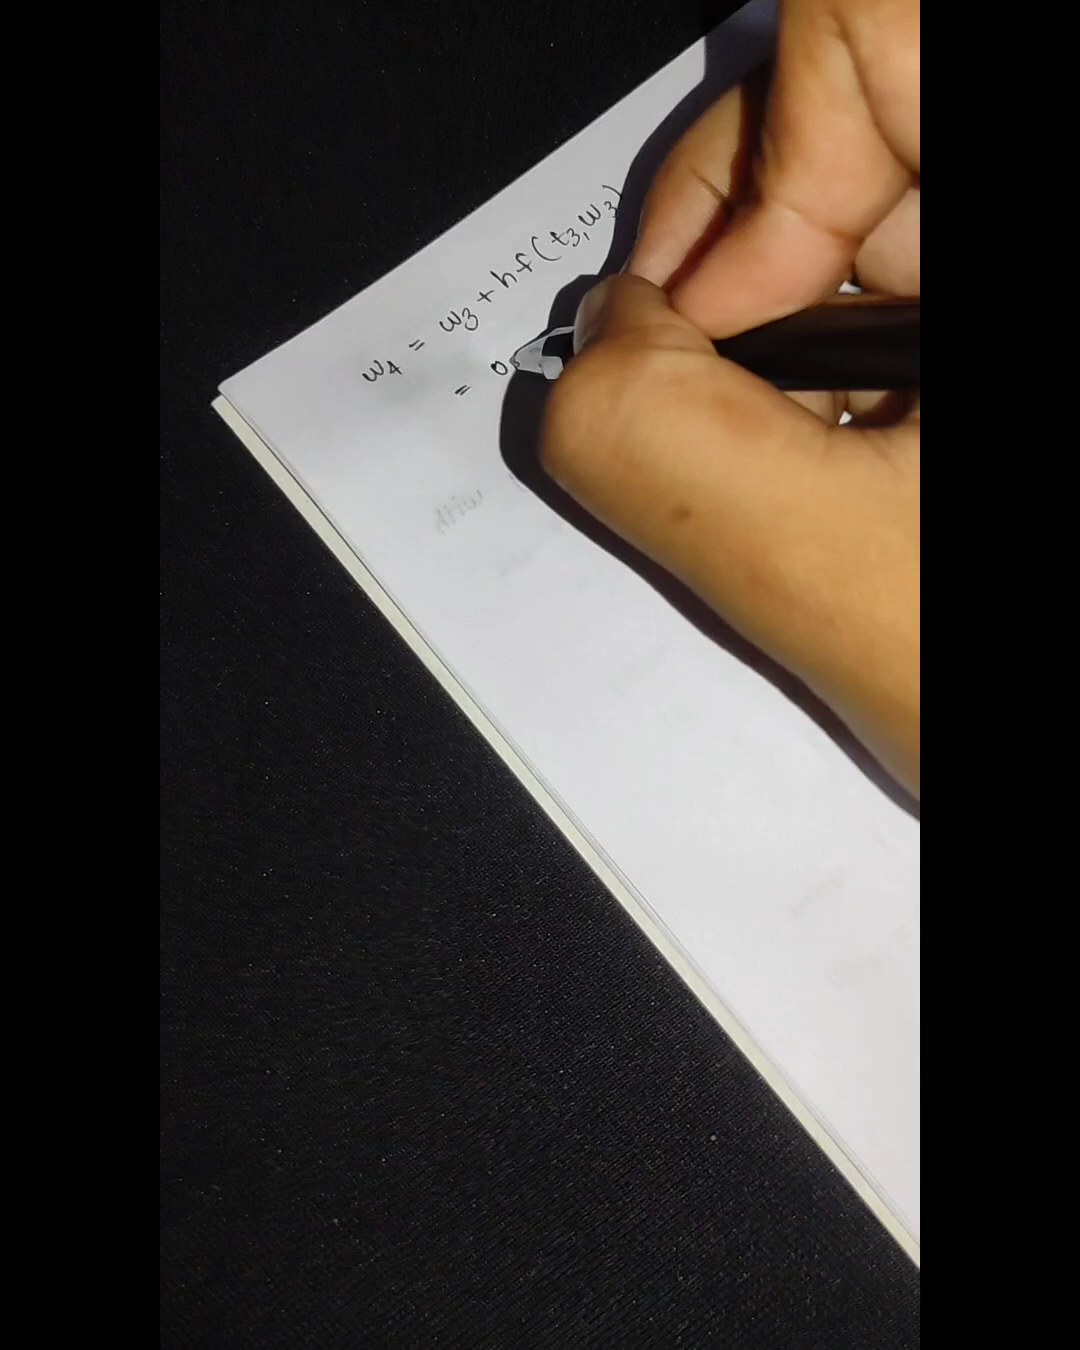 w₄ = w₃ + hf(t₃, w₃)
= 0.